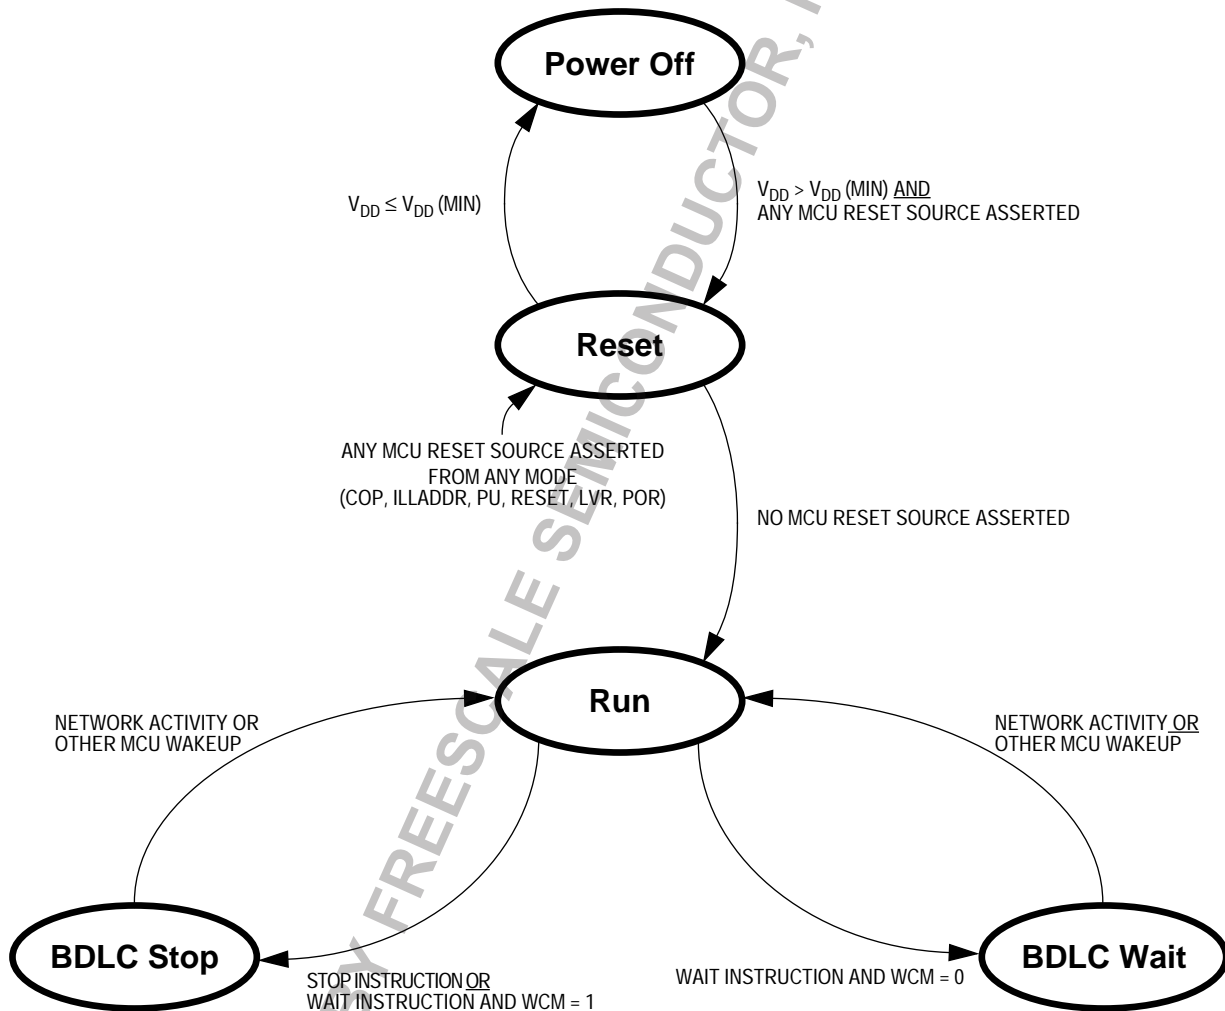 Power Off
V_DD ≤ V_DD (MIN)
V_DD > V_DD (MIN) AND
ANY MCU RESET SOURCE ASSERTED
Reset
ANY MCU RESET SOURCE ASSERTED
FROM ANY MODE
(COP, ILLADDR, PU, RESET, LVR, POR)
NO MCU RESET SOURCE ASSERTED
Run
NETWORK ACTIVITY OR
OTHER MCU WAKEUP
NETWORK ACTIVITY OR
OTHER MCU WAKEUP
BDLC Stop
BDLC Wait
STOP INSTRUCTION OR
WAIT INSTRUCTION AND WCM = 1
WAIT INSTRUCTION AND WCM = 0
BY FREESCALE SEMICONDUCTOR,